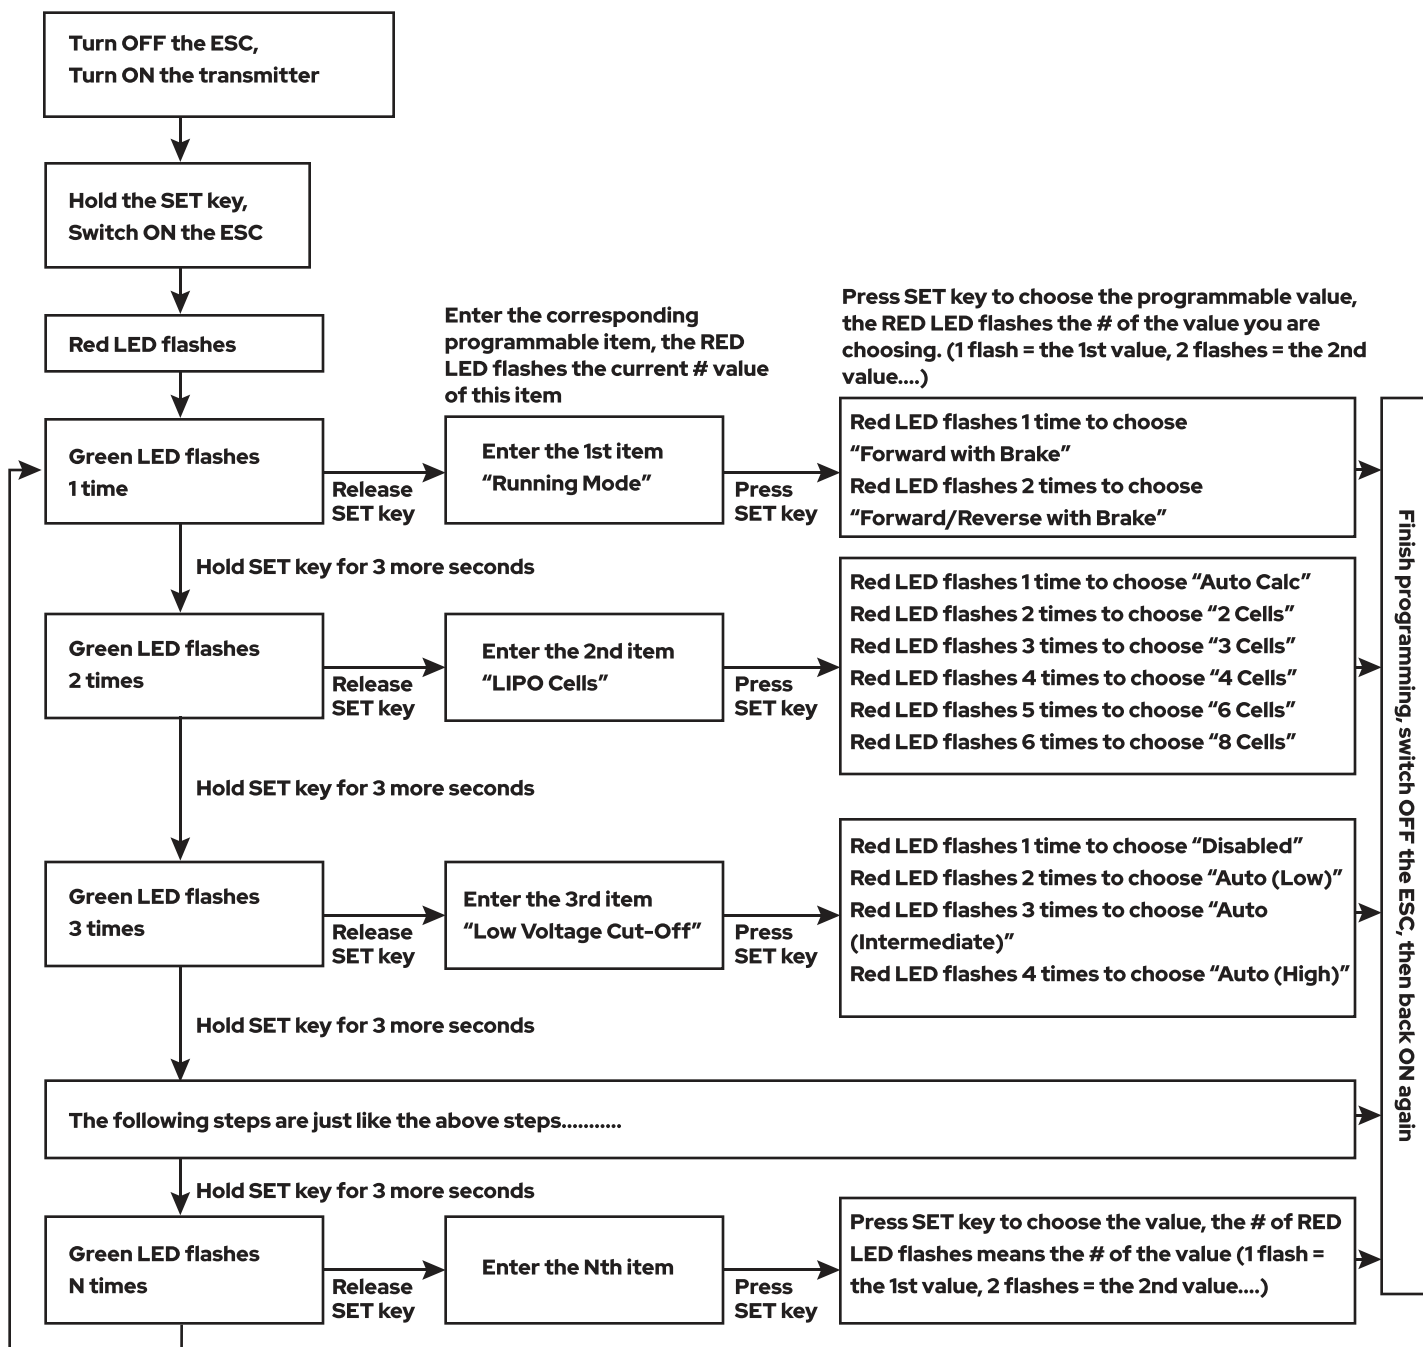 Turn OFF the ESC,
Turn ON the transmitter
Hold the SET key,
Switch ON the ESC
Red LED flashes
Enter the corresponding
programmable item, the RED
LED flashes the current # value
of this item
Press SET key to choose the programmable value,
the RED LED flashes the # of the value you are
choosing. (1 flash = the 1st value, 2 flashes = the 2nd
value....)
Green LED flashes
1 time
Release
SET key
Enter the 1st item
“Running Mode”
Press
SET key
Red LED flashes 1 time to choose
“Forward with Brake”
Red LED flashes 2 times to choose
“Forward/Reverse with Brake”
Hold SET key for 3 more seconds
Green LED flashes
2 times
Release
SET key
Enter the 2nd item
“LIPO Cells”
Press
SET key
Red LED flashes 1 time to choose “Auto Calc”
Red LED flashes 2 times to choose “2 Cells”
Red LED flashes 3 times to choose “3 Cells”
Red LED flashes 4 times to choose “4 Cells”
Red LED flashes 5 times to choose “6 Cells”
Red LED flashes 6 times to choose “8 Cells”
Hold SET key for 3 more seconds
Green LED flashes
3 times
Release
SET key
Enter the 3rd item
“Low Voltage Cut-Off”
Press
SET key
Red LED flashes 1 time to choose “Disabled”
Red LED flashes 2 times to choose “Auto (Low)”
Red LED flashes 3 times to choose “Auto
(Intermediate)”
Red LED flashes 4 times to choose “Auto (High)”
Hold SET key for 3 more seconds
The following steps are just like the above steps...........
Hold SET key for 3 more seconds
Green LED flashes
N times
Release
SET key
Enter the Nth item
Press
SET key
Press SET key to choose the value, the # of RED
LED flashes means the # of the value (1 flash =
the 1st value, 2 flashes = the 2nd value....)
Finish programming, switch OFF the ESC, then back ON again